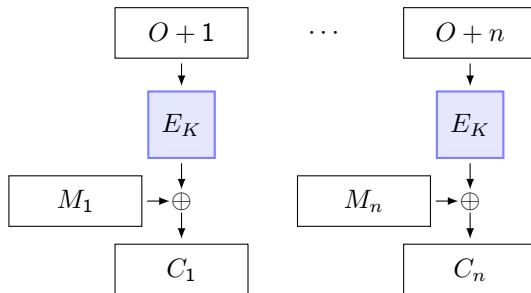 O + 1 ··· O + n
E_K E_K
M_1 ⊕ M_n ⊕
C_1 C_n